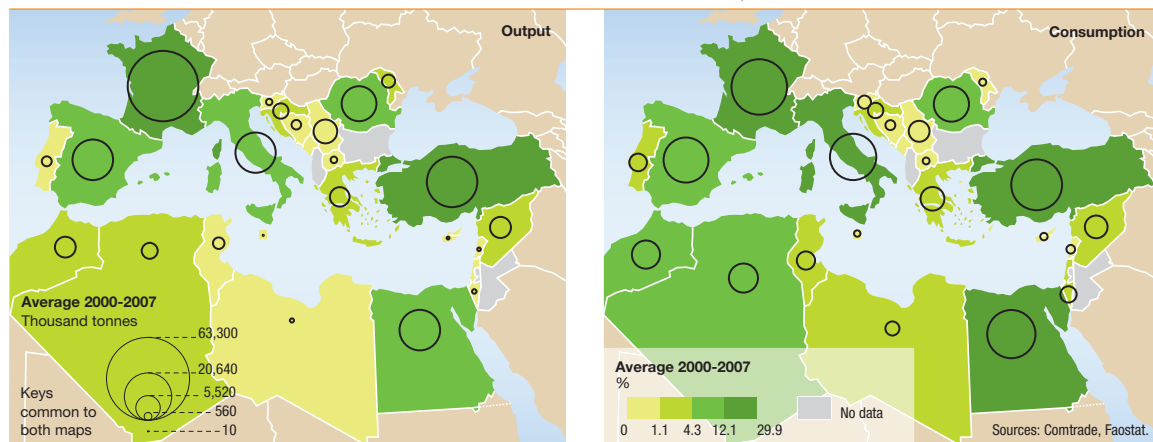 Output
Average 2000-2007
Thousand tonnes
63,300
20,640
5,520
560
10
Keys
common to
both maps
Consumption
Average 2000-2007
%
0 1.1 4.3 12.1 29.9
No data
Sources: Comtrade, Faostat.